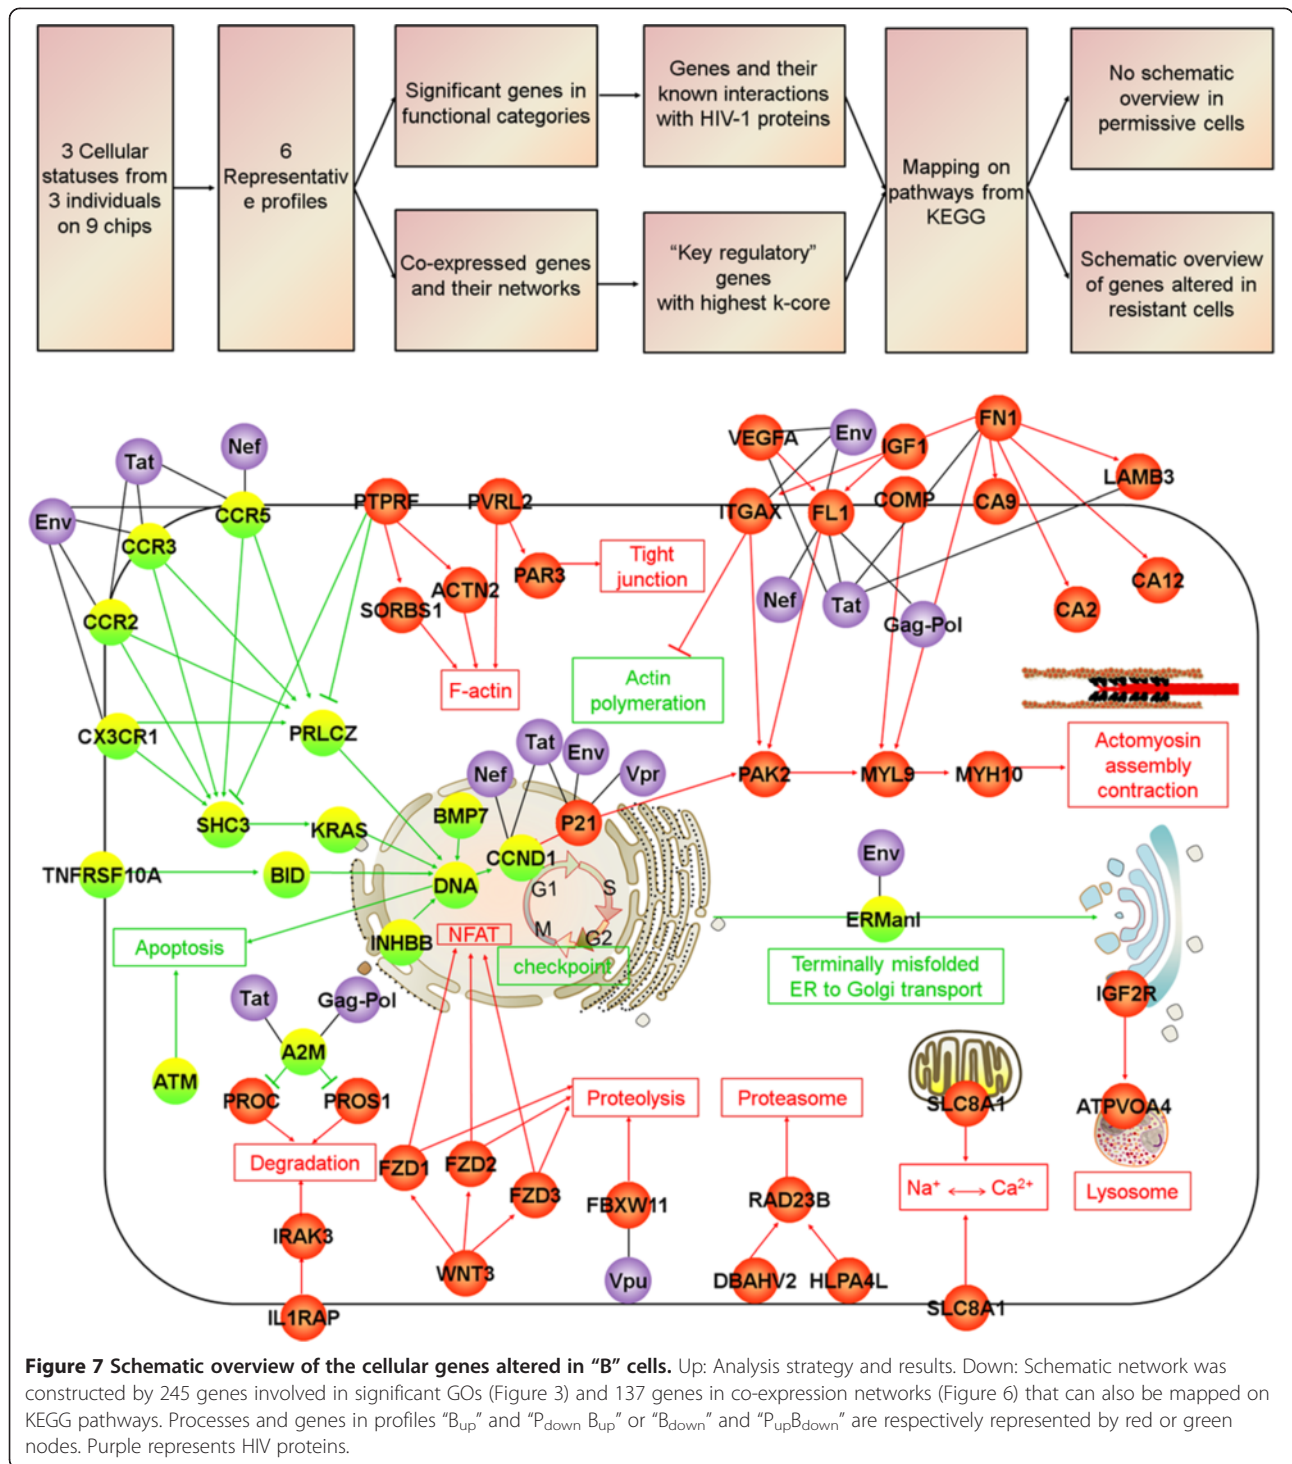 3 Cellular
statuses from
3 individuals
on 9 chips
6
Representativ
e profiles
Significant genes in
functional categories
Co-expressed genes
and their networks
Genes and their
known interactions
with HIV-1 proteins
“Key regulatory”
genes
with highest k-core
Mapping on
pathways from
KEGG
No schematic
overview in
permissive cells
Schematic overview
of genes altered in
resistant cells
Nef
Tat
Env
CCR5
CCR3
CCR2
CX3CR1
PTPRF
PVRL2
SORBS1
ACTN2
PAR3
Tight
junction
F-actin
VEGFA
Env
IGF1
FN1
LAMB3
ITGAX
FL1
COMP
CA9
CA12
CA2
Nef
Tat
Gag-Pol
Actin
polymeration
PRLCZ
SHC3
KRAS
TNFRSF10A
BID
Nef
Tat
Env
Vpr
BMP7
P21
CCND1
DNA
INHBB
NFAT
G1
S
M
G2
checkpoint
PAK2
MYL9
MYH10
Actomyosin
assembly
contraction
Env
ERManI
Terminally misfolded
ER to Golgi transport
IGF2R
ATPVOA4
Lysosome
Apoptosis
ATM
Tat
Gag-Pol
A2M
PROC
PROS1
Degradation
IRAK3
IL1RAP
FZD1
FZD2
FZD3
WNT3
Proteolysis
FBXW11
Vpu
Proteasome
RAD23B
DBAHV2
HLPA4L
SLC8A1
Na⁺ ⟷ Ca²⁺
SLC8A1
Figure 7 Schematic overview of the cellular genes altered in “B” cells. Up: Analysis strategy and results. Down: Schematic network was
constructed by 245 genes involved in significant GOs (Figure 3) and 137 genes in co-expression networks (Figure 6) that can also be mapped on
KEGG pathways. Processes and genes in profiles “Bup” and “Pdown Bup” or “Bdown” and “PupBdown” are respectively represented by red or green
nodes. Purple represents HIV proteins.